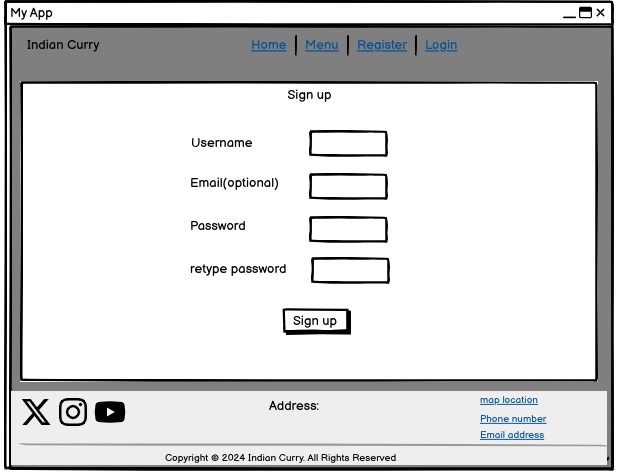 My App
Indian Curry
Home | Menu | Register | Login
Sign up
Username
Email(optional)
Password
retype password
Sign up
Address:
map location
Phone number
Email address
Copyright © 2024 Indian Curry. All Rights Reserved